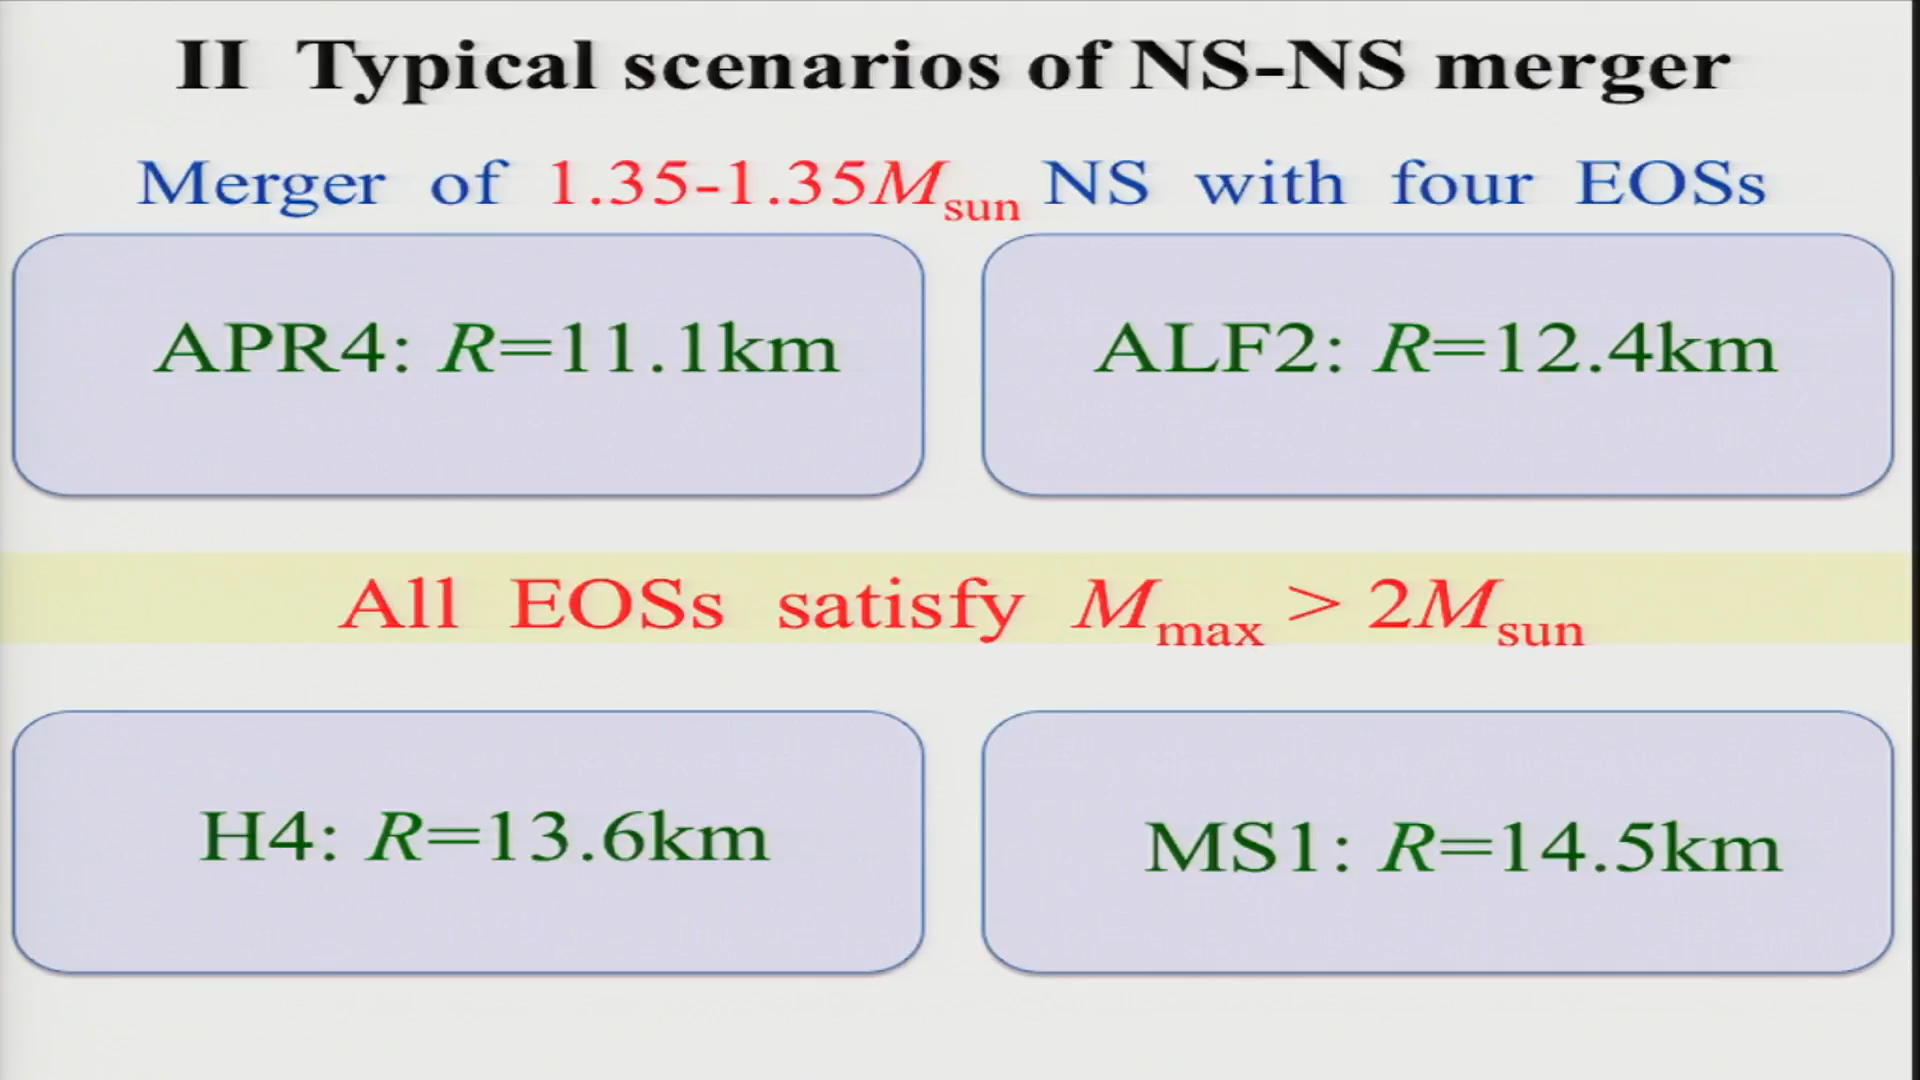 II Typical scenarios of NS-NS merger
Merger of 1.35-1.35Msun NS with four EOSs
APR4: R=11.1km
ALF2: R=12.4km
All EOSs satisfy Mmax > 2Msun
H4: R=13.6km
MS1: R=14.5km